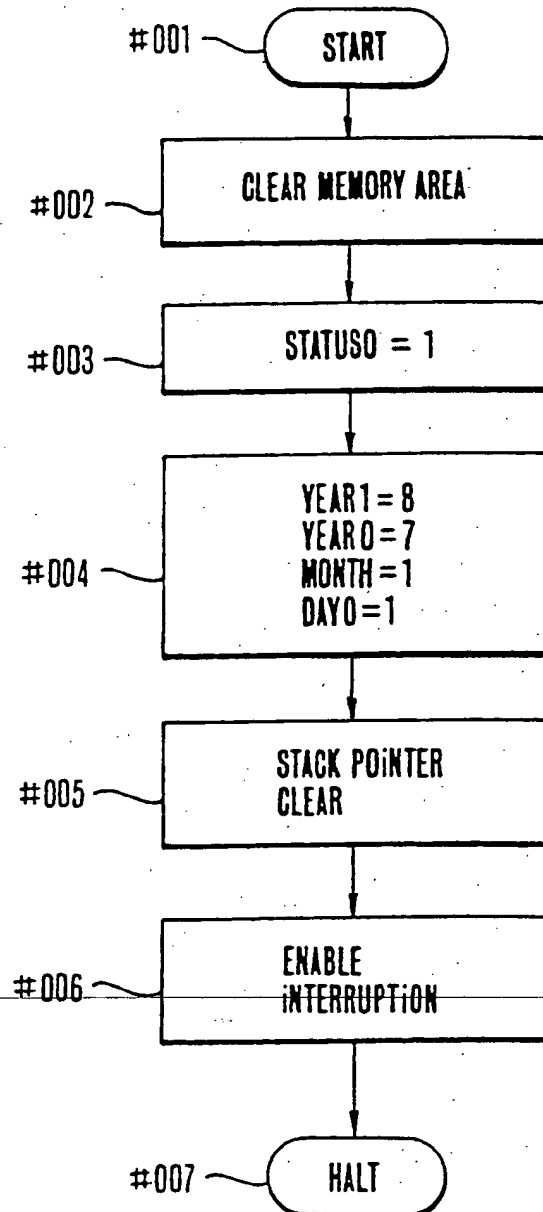 #001 START
#002 CLEAR MEMORY AREA
#003 STATUS0 = 1
YEAR1 = 8
YEAR0 = 7
#004 MONTH = 1
DAY0 = 1
#005 STACK POiNTER
CLEAR
#006 ENABLE
iNTERRUPTiON
#007 HALT